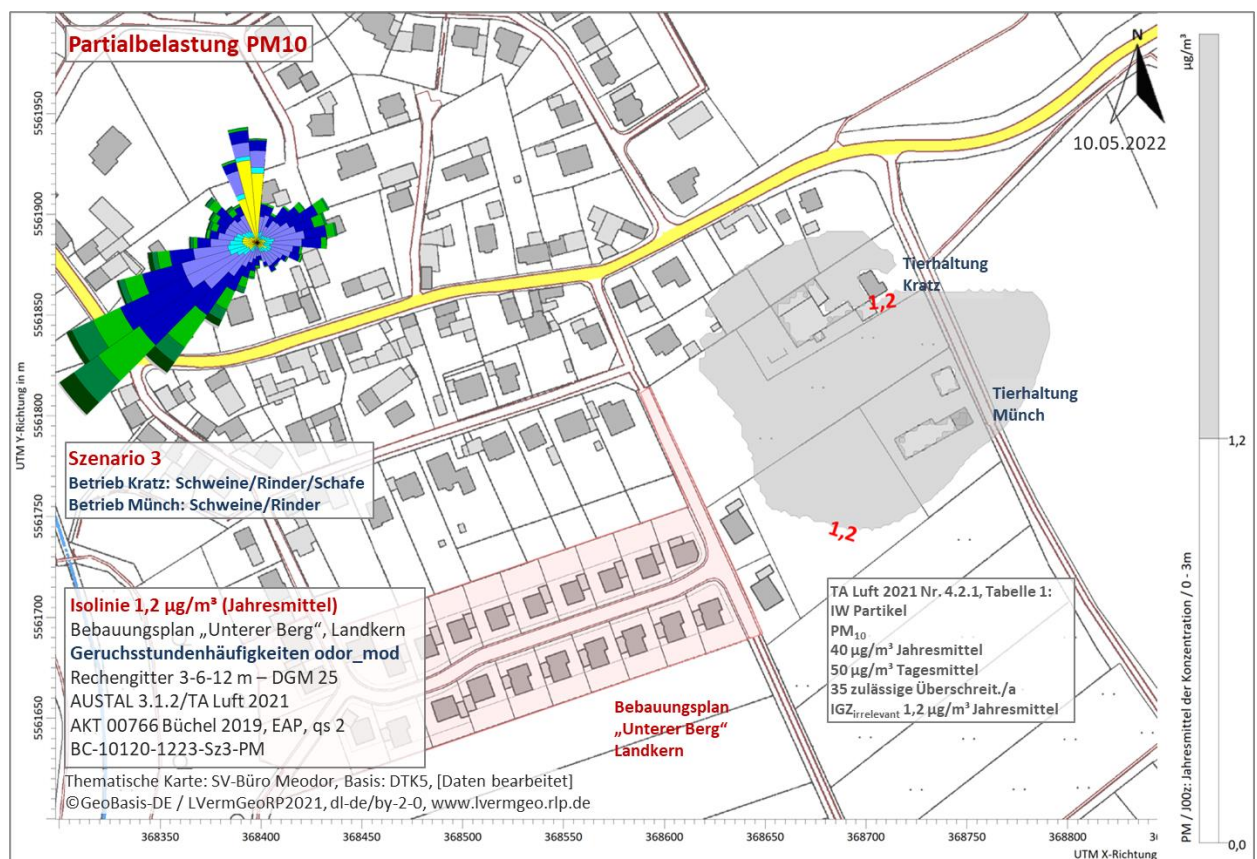 Partialbelastung PM10
N
10.05.2022
µg/m³
1,2
0,0
PM / J00z: Jahresmittel der Konzentration / 0 - 3m
UTM Y-Richtung in m
5561950
5561900
5561850
5561800
5561750
5561700
5561650
Tierhaltung
Kratz
1,2
Tierhaltung
Münch
1,2
Szenario 3
Betrieb Kratz: Schweine/Rinder/Schafe
Betrieb Münch: Schweine/Rinder
Isolinie 1,2 µg/m³ (Jahresmittel)
Bebauungsplan „Unterer Berg“, Landkern
Geruchsstundenhäufigkeiten odor_mod
Rechengitter 3-6-12 m – DGM 25
AUSTAL 3.1.2/TA Luft 2021
AKT 00766 Büchel 2019, EAP, qs 2
BC-10120-1223-Sz3-PM
TA Luft 2021 Nr. 4.2.1, Tabelle 1:
IW Partikel
PM10
40 µg/m³ Jahresmittel
50 µg/m³ Tagesmittel
35 zulässige Überschreit./a
IGZirrelevant 1,2 µg/m³ Jahresmittel
Bebauungsplan
„Unterer Berg“
Landkern
Thematische Karte: SV-Büro Meodor, Basis: DTK5, [Daten bearbeitet]
©GeoBasis-DE / LVermGeoRP2021, dl-de/by-2-0, www.lvermgeo.rlp.de
368350 368400 368450 368500 368550 368600 368650 368700 368750 368800
UTM X-Richtung in m